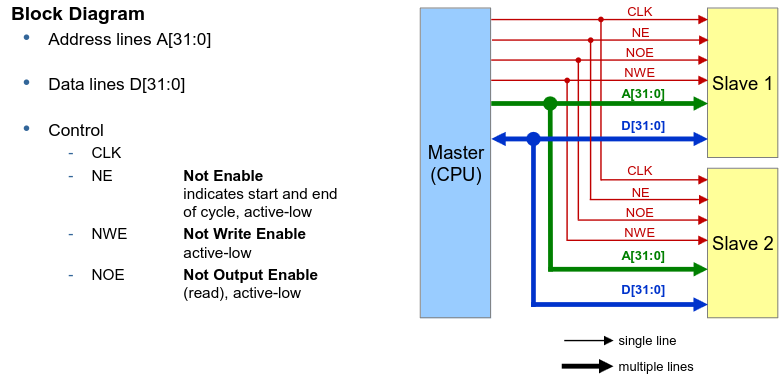 Block Diagram
• Address lines A[31:0]
• Data lines D[31:0]
• Control
- CLK
- NE Not Enable
indicates start and end
of cycle, active-low
- NWE Not Write Enable
active-low
- NOE Not Output Enable
(read), active-low
Master
(CPU)
CLK
NE
NOE
NWE
A[31:0]
D[31:0]
Slave 1
CLK
NE
NOE
NWE
A[31:0]
D[31:0]
Slave 2
single line
multiple lines